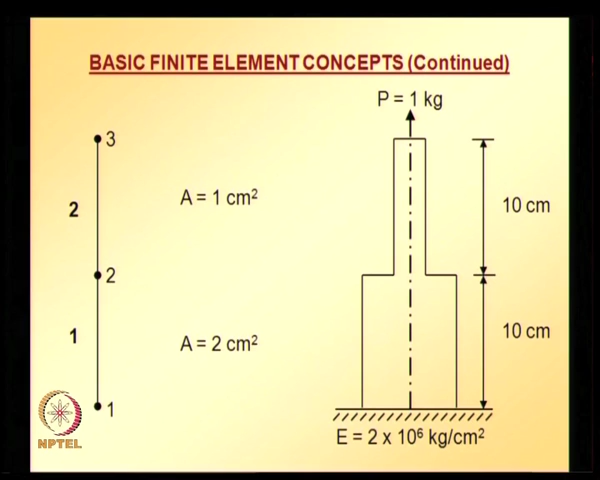 BASIC FINITE ELEMENT CONCEPTS (Continued)
P = 1 kg
3
2
A = 1 cm²
10 cm
2
1
A = 2 cm²
10 cm
1
NPTEL
E = 2 x 10⁶ kg/cm²